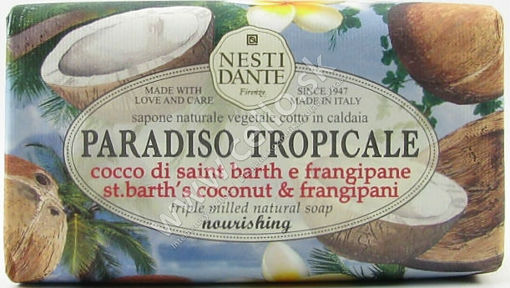 NESTI
DANTE
Firenze
MADE WITH
LOVE AND CARE
SINCE 1947
MADE IN ITALY
sapone naturale vegetale cotto in caldaia
PARADISO TROPICALE
cocco di saint barth e frangipane
st.barth's coconut & frangipani
triple milled natural soap
nourishing